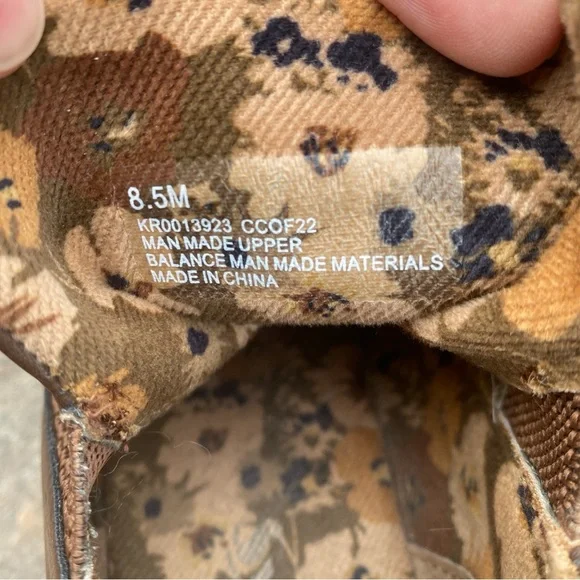 8.5M
KR0013923 CCOF22
MAN MADE UPPER
BALANCE MAN MADE MATERIALS
MADE IN CHINA